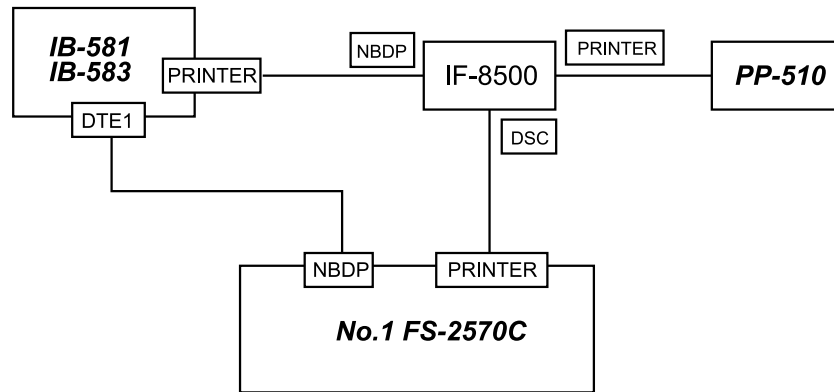 IB-581
IB-583
PRINTER
NBDP
IF-8500
PRINTER
PP-510
DTE1
DSC
NBDP
PRINTER
No.1 FS-2570C